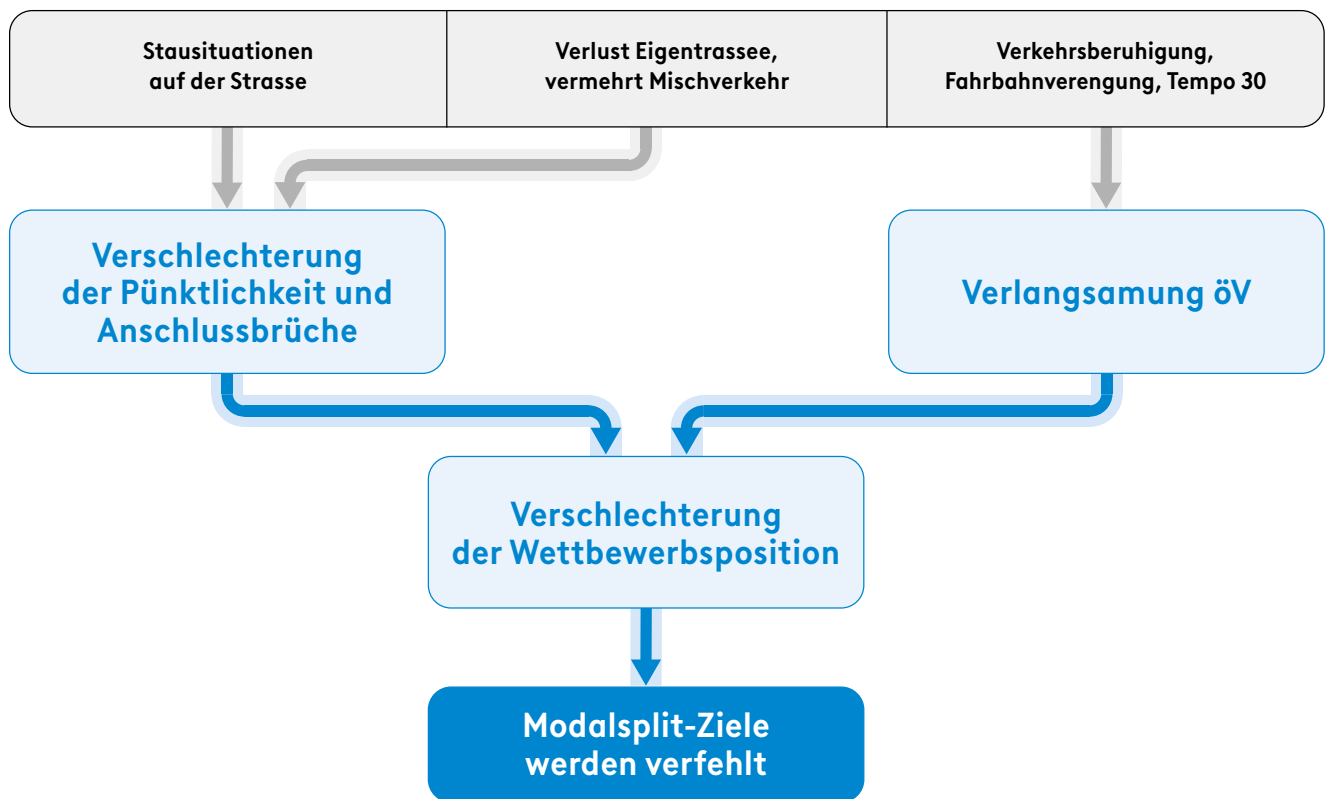 Stausituationen
auf der Strasse
Verlust Eigentrassee,
vermehrt Mischverkehr
Verkehrsberuhigung,
Fahrbahnverengung, Tempo 30
Verschlechterung
der Pünktlichkeit und
Anschlussbrüche
Verlangsamung öV
Verschlechterung
der Wettbewerbsposition
Modalsplit-Ziele
werden verfehlt